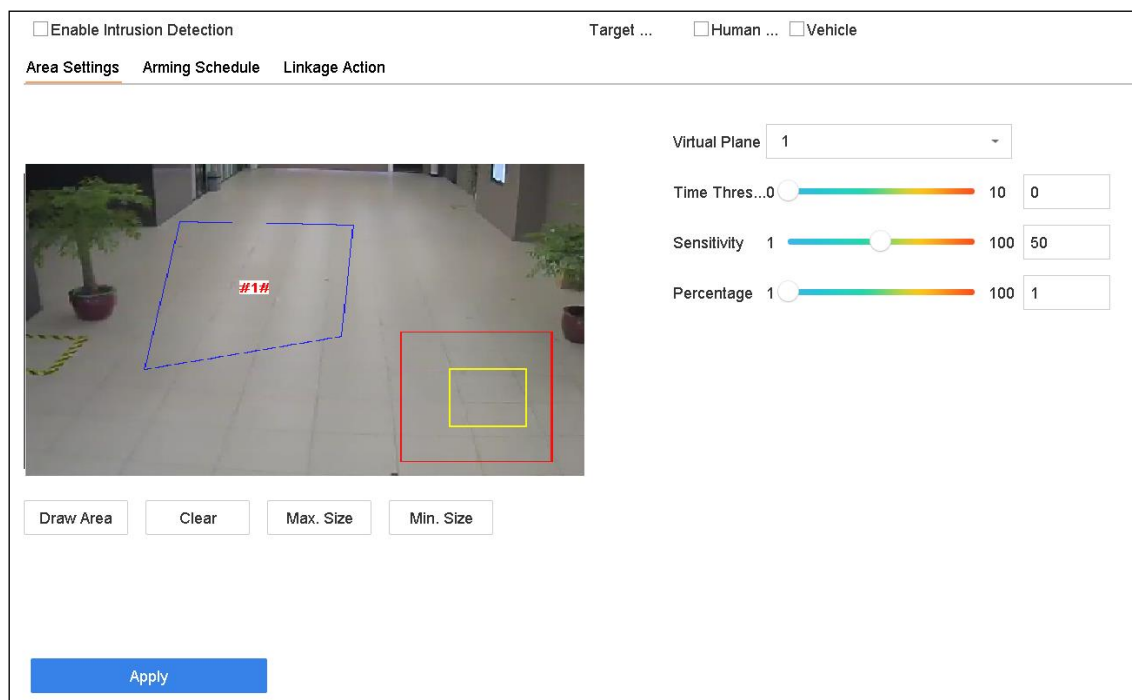 Enable Intrusion Detection Target ... Human ... Vehicle
Area Settings Arming Schedule Linkage Action
Virtual Plane 1
Time Thres...0 10 0
#1#
Sensitivity 1 100 50
Percentage 1 100 1
Draw Area Clear Max. Size Min. Size
Apply